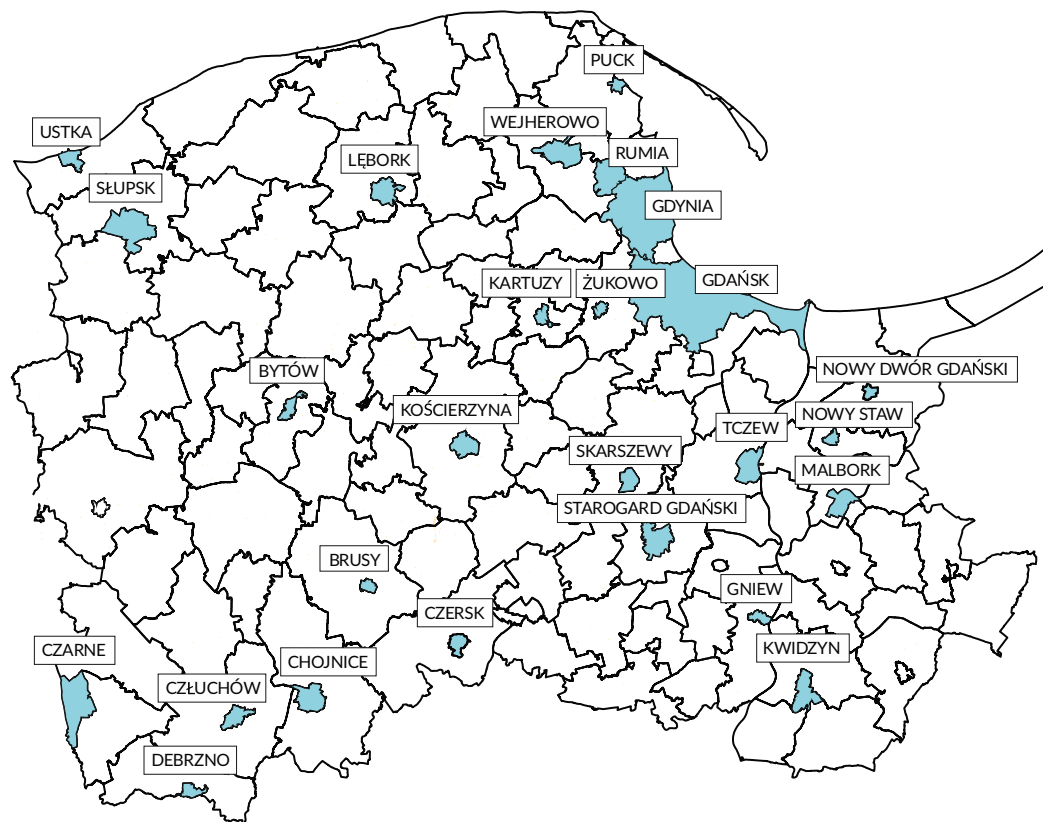 PUCK
WEJHEROWO
USTKA
RUMIA
LĘBORK
SŁUPSK
GDYNIA
KARTUZY
ŻUKOWO
GDAŃSK
BYTÓW
NOWY DWÓR GDAŃSKI
KOŚCIERZYNA
NOWY STAW
TCZEW
SKARSZEWY
MALBORK
STAROGARD GDAŃSKI
BRUSY
GNIEW
CZERSK
CZARNE
CHOJNICE
KWIDZYN
CZŁUCHÓW
DEBRZNO